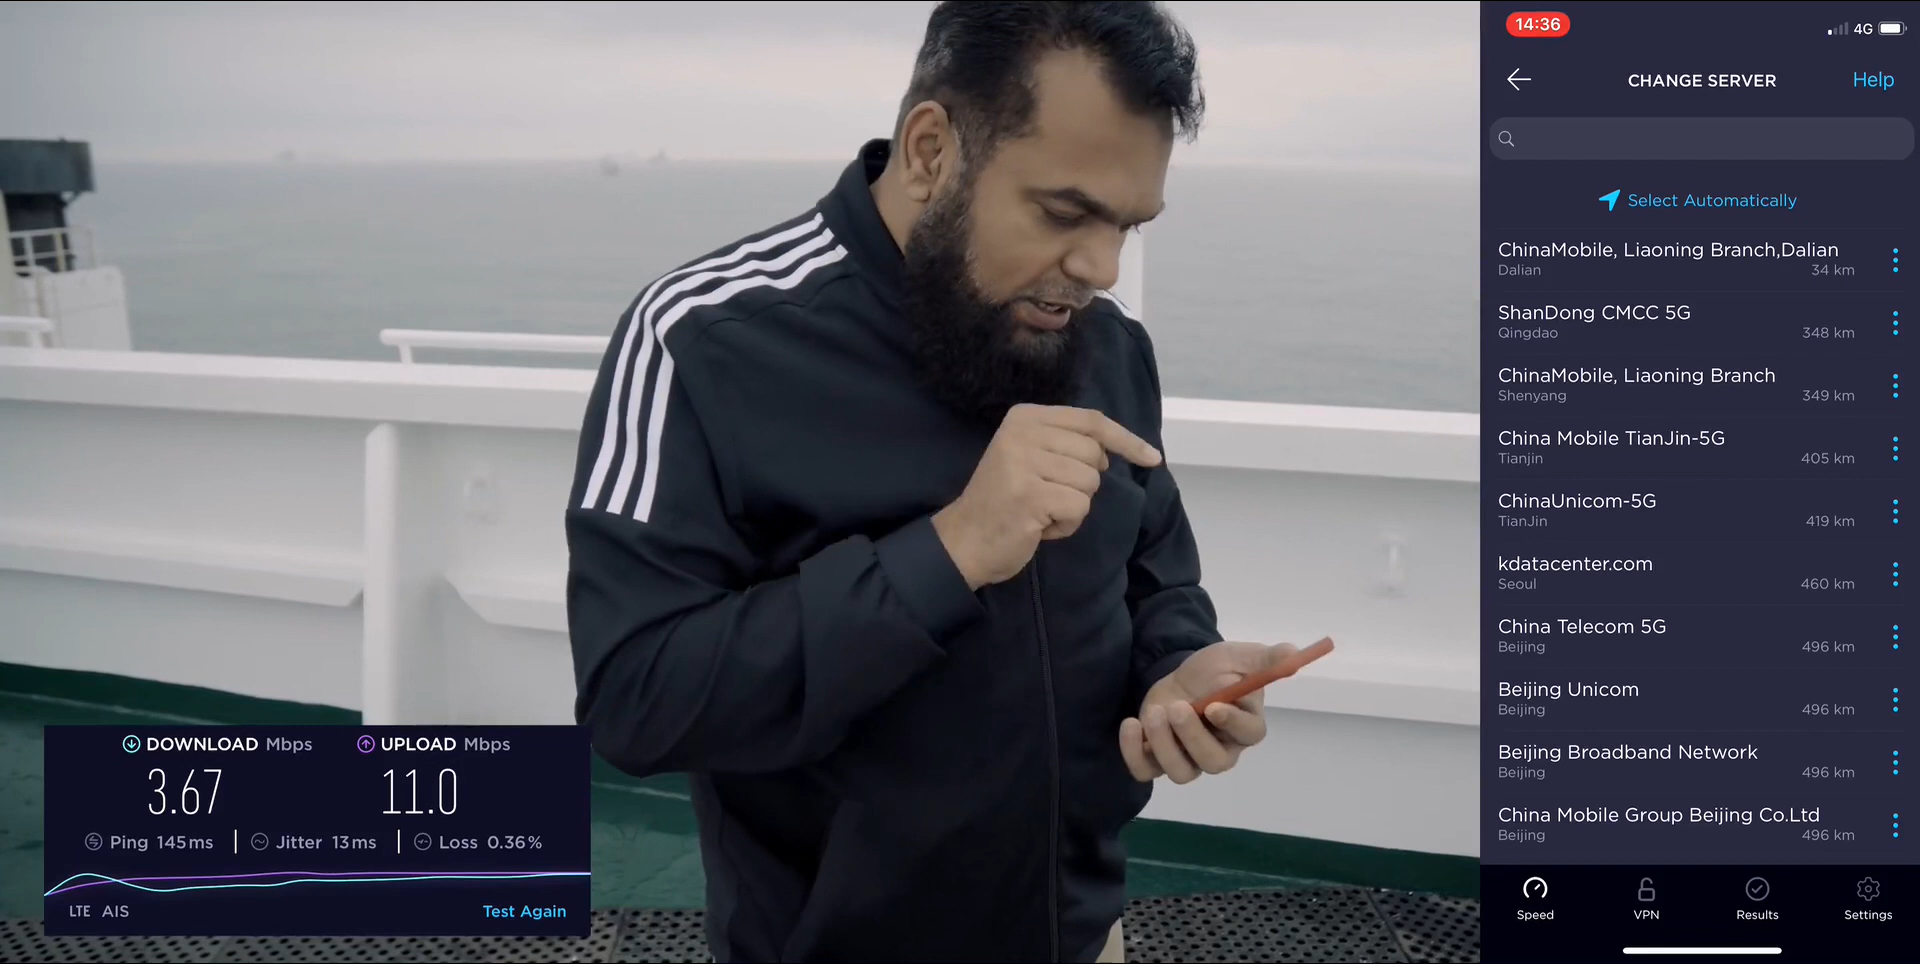 14:36
4G
CHANGE SERVER
Help
Select Automatically
ChinaMobile, Liaoning Branch,Dalian
Dalian 34 km
ShanDong CMCC 5G
Qingdao 348 km
ChinaMobile, Liaoning Branch
Shenyang 349 km
China Mobile TianJin-5G
Tianjin 405 km
ChinaUnicom-5G
TianJin 419 km
kdatacenter.com
Seoul 460 km
China Telecom 5G
Beijing 496 km
Beijing Unicom
Beijing 496 km
Beijing Broadband Network
Beijing 496 km
China Mobile Group Beijing Co.Ltd
Beijing 496 km
Speed VPN Results Settings
DOWNLOAD Mbps UPLOAD Mbps
3.67 11.0
Ping 145 ms Jitter 13 ms Loss 0.36 %
LTE AIS Test Again